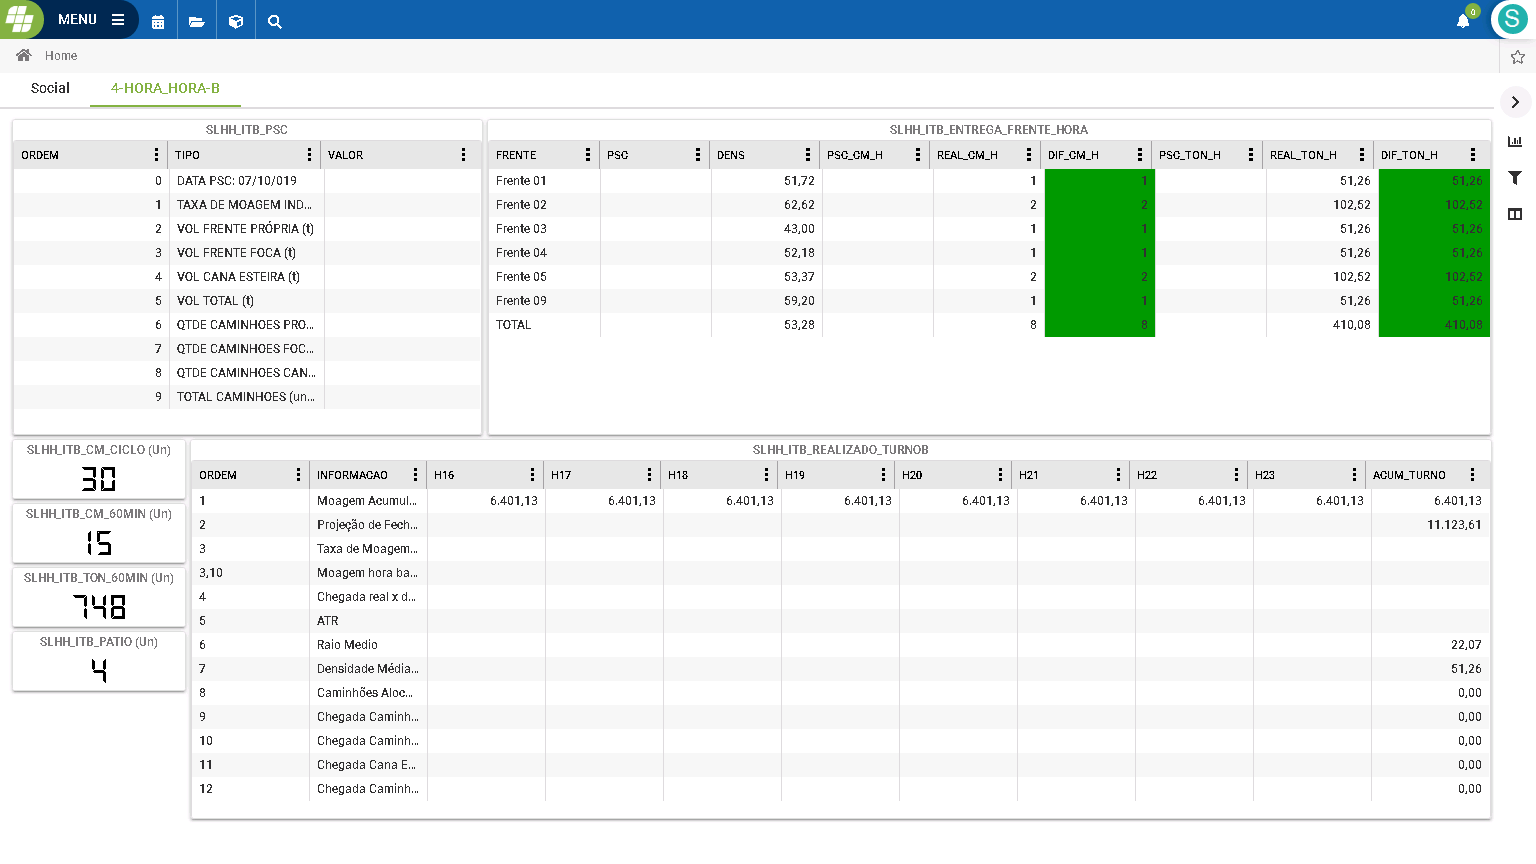 MENU
0
S
Home
Social 4-HORA_HORA-B
SLHH_ITB_PSC
ORDEM TIPO VALOR
0 DATA PSC: 07/10/019
1 TAXA DE MOAGEM IND...
2 VOL FRENTE PRÓPRIA (t)
3 VOL FRENTE FOCA (t)
4 VOL CANA ESTEIRA (t)
5 VOL TOTAL (t)
6 QTDE CAMINHOES PRO...
7 QTDE CAMINHOES FOC...
8 QTDE CAMINHOES CAN...
9 TOTAL CAMINHOES (un...
SLHH_ITB_ENTREGA_FRENTE_HORA
FRENTE PSC DENS PSC_CM_H REAL_CM_H DIF_CM_H PSC_TON_H REAL_TON_H DIF_TON_H
Frente 01 51,72 1 1 51,26 51,26
Frente 02 62,62 2 2 102,52 102,52
Frente 03 43,00 1 1 51,26 51,26
Frente 04 52,18 1 1 51,26 51,26
Frente 05 53,37 2 2 102,52 102,52
Frente 09 59,20 1 1 51,26 51,26
TOTAL 53,28 8 8 410,08 410,08
SLHH_ITB_CM_CICLO (Un)
30
SLHH_ITB_CM_60MIN (Un)
15
SLHH_ITB_TON_60MIN (Un)
748
SLHH_ITB_PATIO (Un)
4
SLHH_ITB_REALIZADO_TURNOB
ORDEM INFORMACAO H16 H17 H18 H19 H20 H21 H22 H23 ACUM_TURNO
1 Moagem Acumul... 6.401,13 6.401,13 6.401,13 6.401,13 6.401,13 6.401,13 6.401,13 6.401,13 6.401,13
2 Projeção de Fech... 11.123,61
3 Taxa de Moagem...
3,10 Moagem hora ba...
4 Chegada real x d...
5 ATR
6 Raio Medio 22,07
7 Densidade Média... 51,26
8 Caminhões Aloc... 0,00
9 Chegada Caminh... 0,00
10 Chegada Caminh... 0,00
11 Chegada Cana E... 0,00
12 Chegada Caminh... 0,00